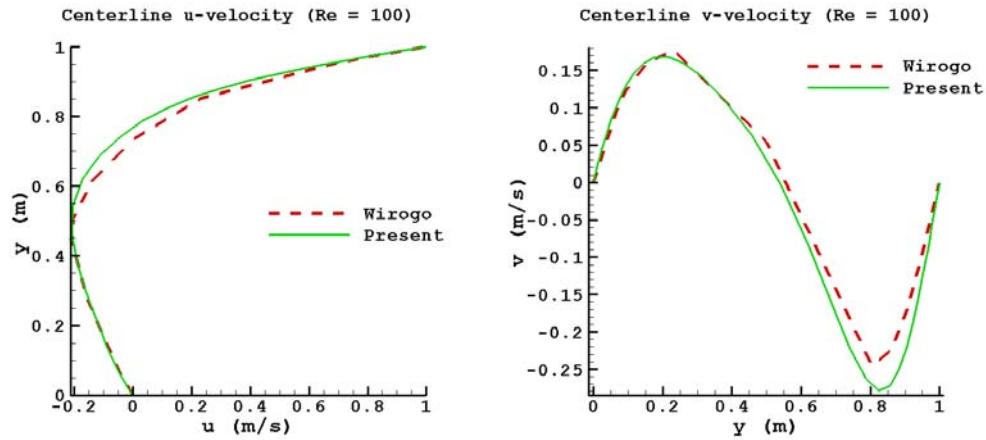 Centerline u-velocity (Re = 100)
1
0.8
0.6
0.4
0.2
0
y (m)
-0.2 0 0.2 0.4 0.6 0.8 1
u (m/s)
Wirogo
Present
Centerline v-velocity (Re = 100)
0.15
0.1
0.05
0
-0.05
-0.1
-0.15
-0.2
-0.25
v (m/s)
0 0.2 0.4 0.6 0.8 1
y (m)
Wirogo
Present